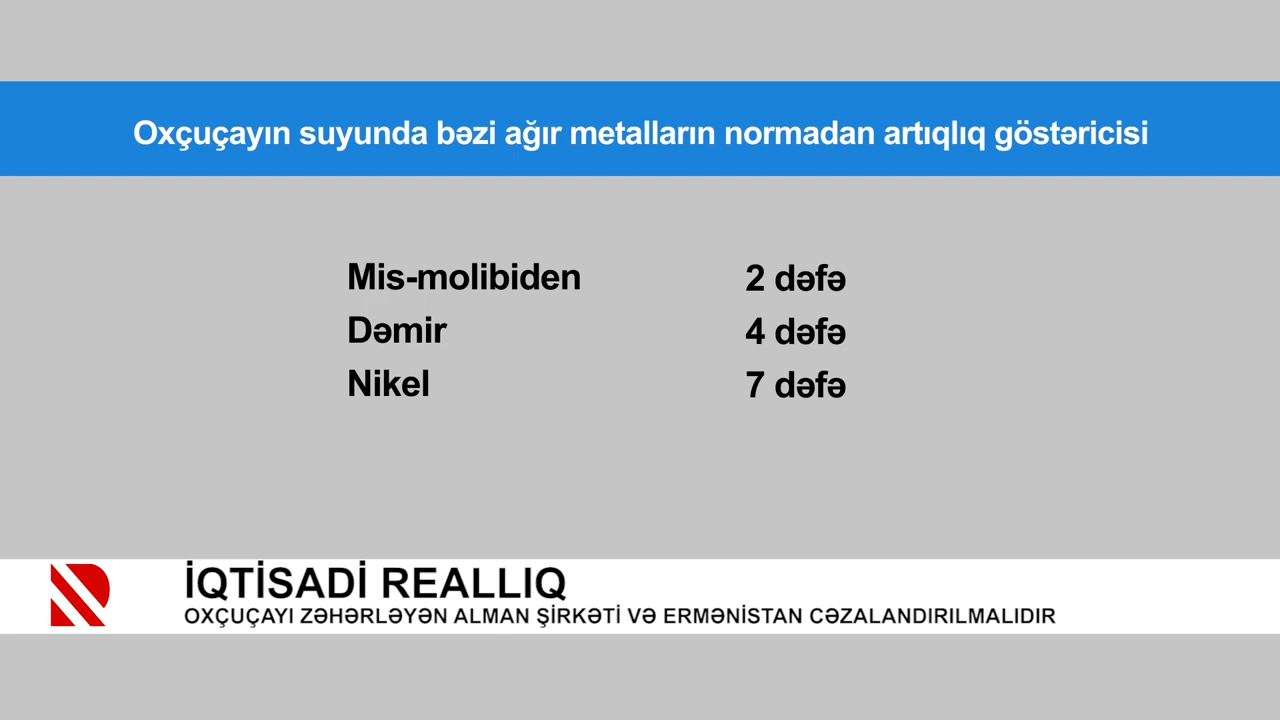 Oxçuçayın suyunda bəzi ağır metalların normadan artıqlıq göstəricisi
Mis-molibiden 2 dəfə
Dəmir 4 dəfə
Nikel 7 dəfə
İQTİSADİ REALLIQ
OXÇUÇAYI ZƏHƏRLƏYƏN ALMAN ŞİRKƏTİ VƏ ERMƏNİSTAN CƏZALANDIRILMALIDIR